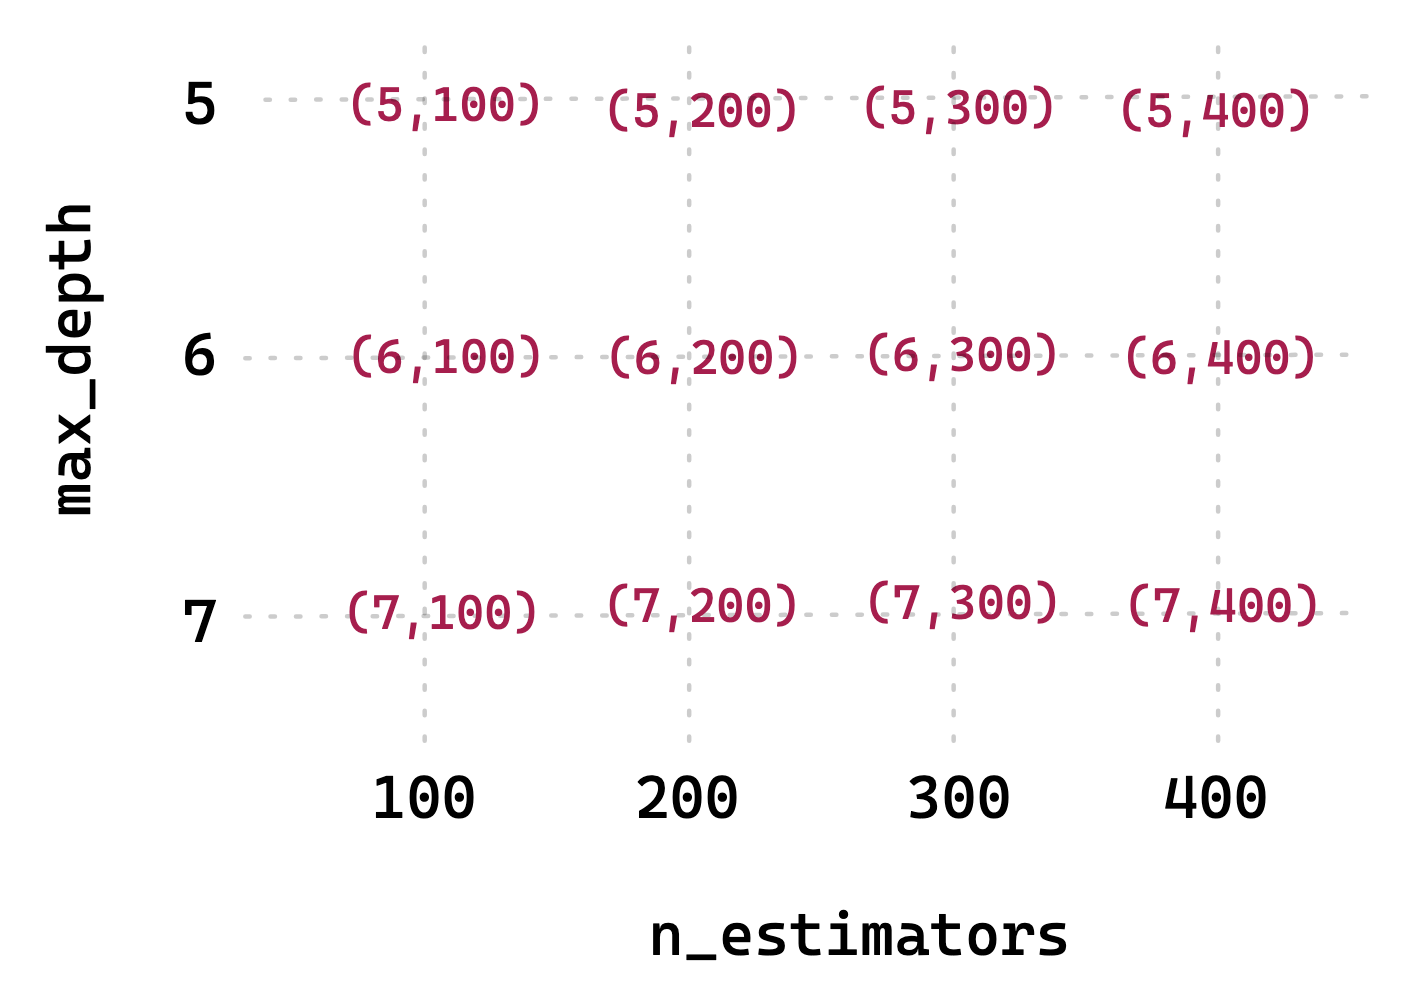 5 (5,100) (5,200) (5,300) (5,400)
max_depth
6 (6,100) (6,200) (6,300) (6,400)
7 (7,100) (7,200) (7,300) (7,400)
100 200 300 400
n_estimators